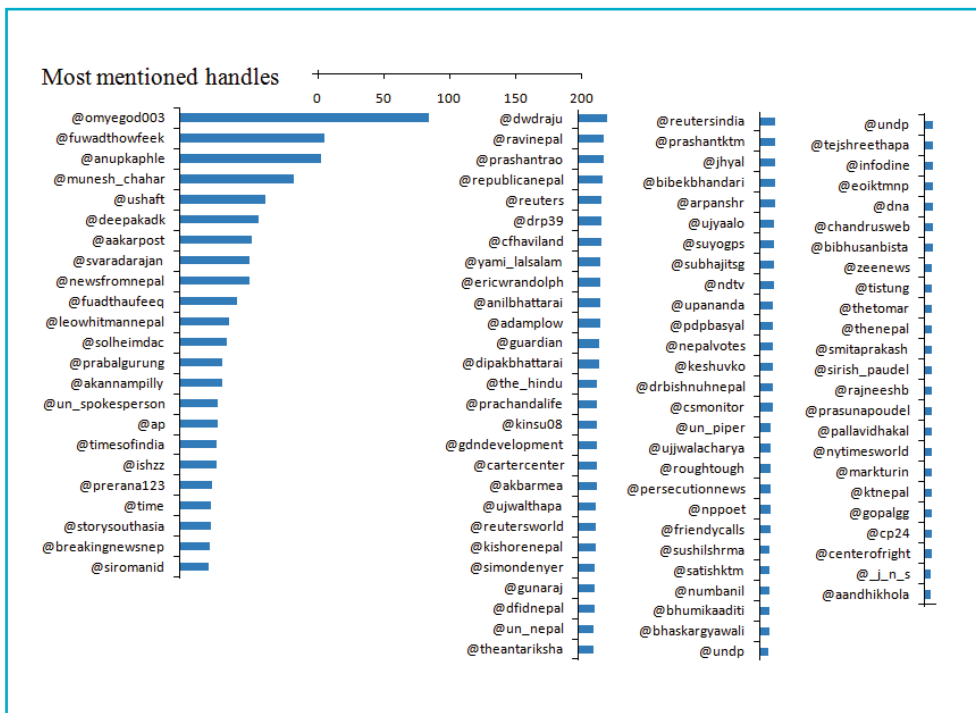 Most mentioned handles
0 50 100 150 200
@omyegod003
@fuwadthowfeek
@anupkaphle
@munesh_chahar
@ushaft
@deepakadk
@aakarpost
@svaradarajan
@newsfromnepal
@fuadthaufeeq
@leowhitmannepal
@solheimdac
@prabalgurung
@akannampilly
@un_spokesperson
@ap
@timesofindia
@ishzz
@prerana123
@time
@storysouthasia
@breakingnewsnep
@siromanid
@dwdraju
@ravinepal
@prashantrao
@republicanepal
@reuters
@drp39
@cfhaviland
@yami_lalsalam
@ericwrandolph
@anilbhattarai
@adamplow
@guardian
@dipakbhattarai
@the_hindu
@prachandalife
@kinsu08
@gdndevelopment
@cartercenter
@akbarmea
@ujwalthapa
@reutersworld
@kishorenepal
@simondenyer
@gunaraj
@dfidnepal
@un_nepal
@theantariksha
@reutersindia
@prashantktm
@jhyal
@bibekbhandari
@arpanshr
@ujyaalo
@suyogps
@subhajitsg
@ndtv
@upananda
@pdpbasyal
@nepalvotes
@keshuvko
@drbishnuhnepal
@csmonitor
@un_piper
@ujjwalacharya
@roughtough
@persecutionnews
@nppoet
@friendycalls
@sushilshrma
@satishktm
@numbanil
@bhumikaaditi
@bhaskargyawali
@undp
@undp
@tejshreethapa
@infodine
@eoiktmnp
@dna
@chandrusweb
@bibhusanbista
@zeenews
@tistung
@thetomar
@thenepal
@smitaprakash
@sirish_paudel
@rajneeshb
@prasunapoudel
@pallavidhakal
@nytimesworld
@markturin
@ktnepal
@gopalgg
@cp24
@centerofright
@_j_n_s
@aandhikhola